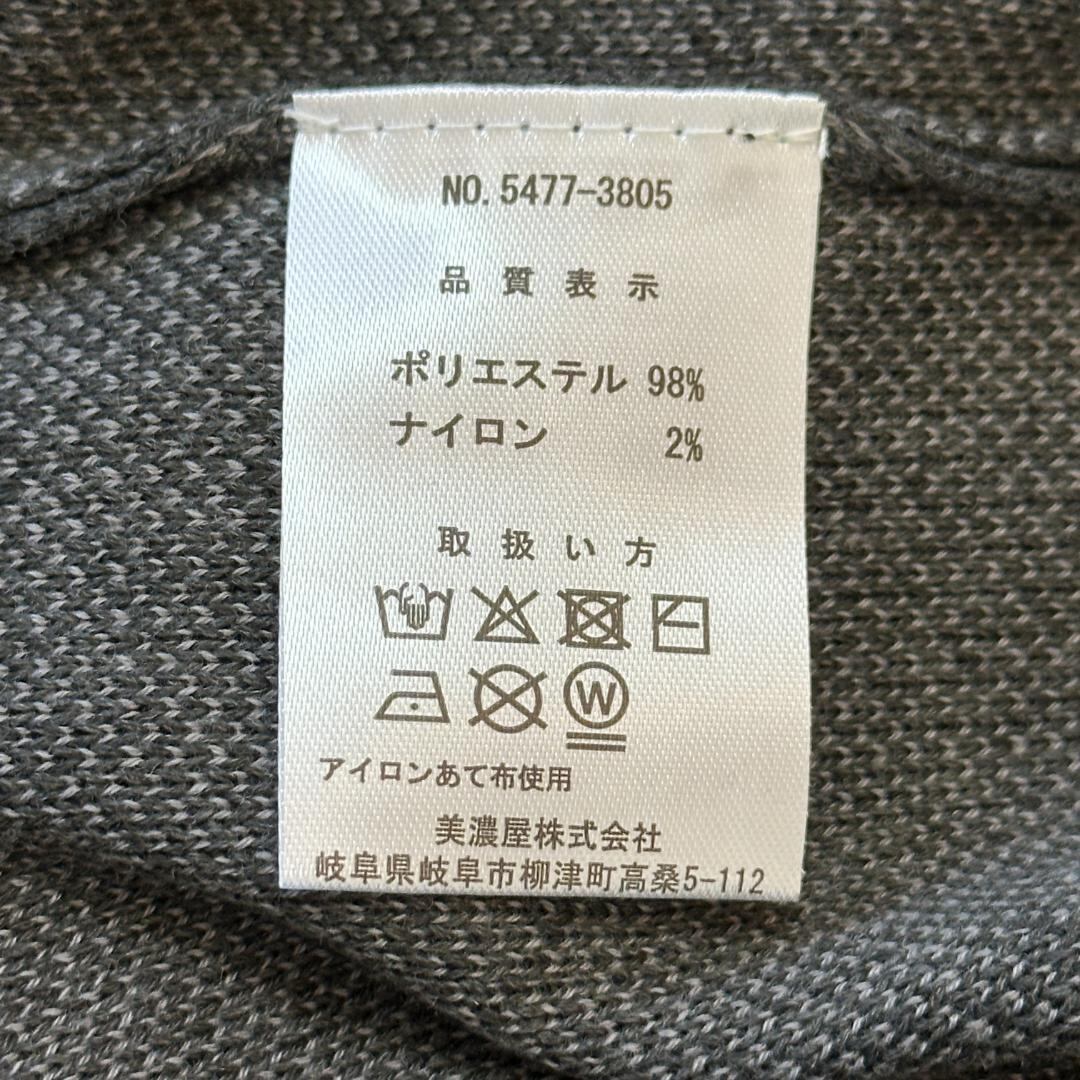 NO. 5477-3805
品質表示
ポリエステル 98%
ナイロン 2%
取扱い方
W
アイロンあて布使用
美濃屋株式会社
岐阜県岐阜市柳津町高桑5-112